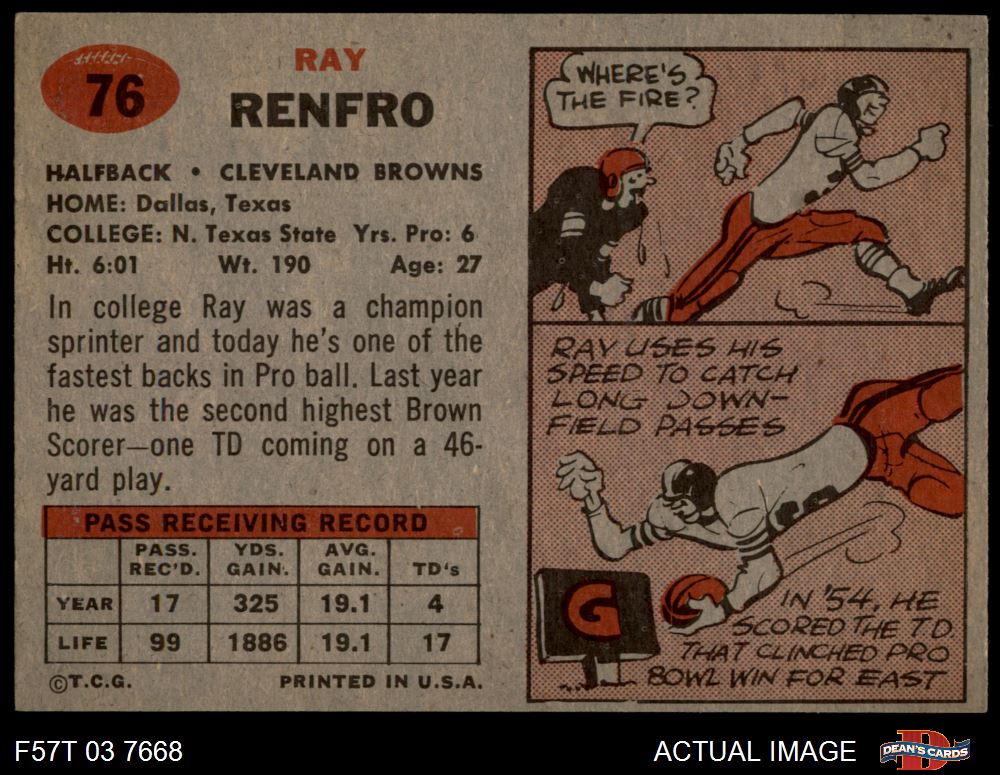 76
RAY
RENFRO
HALFBACK • CLEVELAND BROWNS
HOME: Dallas, Texas
COLLEGE: N. Texas State Yrs. Pro: 6
Ht. 6:01 Wt. 190 Age: 27
In college Ray was a champion
sprinter and today he's one of the
fastest backs in Pro ball. Last year
he was the second highest Brown
Scorer—one TD coming on a 46-
yard play.
PASS RECEIVING RECORD
PASS. REC'D. YDS. GAIN. AVG. GAIN. TD's
YEAR 17 325 19.1 4
LIFE 99 1886 19.1 17
©T.C.G. PRINTED IN U.S.A.
WHERE'S
THE FIRE?
RAY USES HIS
SPEED TO CATCH
LONG DOWN-
FIELD PASSES
G
IN '54, HE
SCORED THE TD
THAT CLINCHED PRO
BOWL WIN FOR EAST
F57T 03 7668
ACTUAL IMAGE
D
DEAN'S CARDS